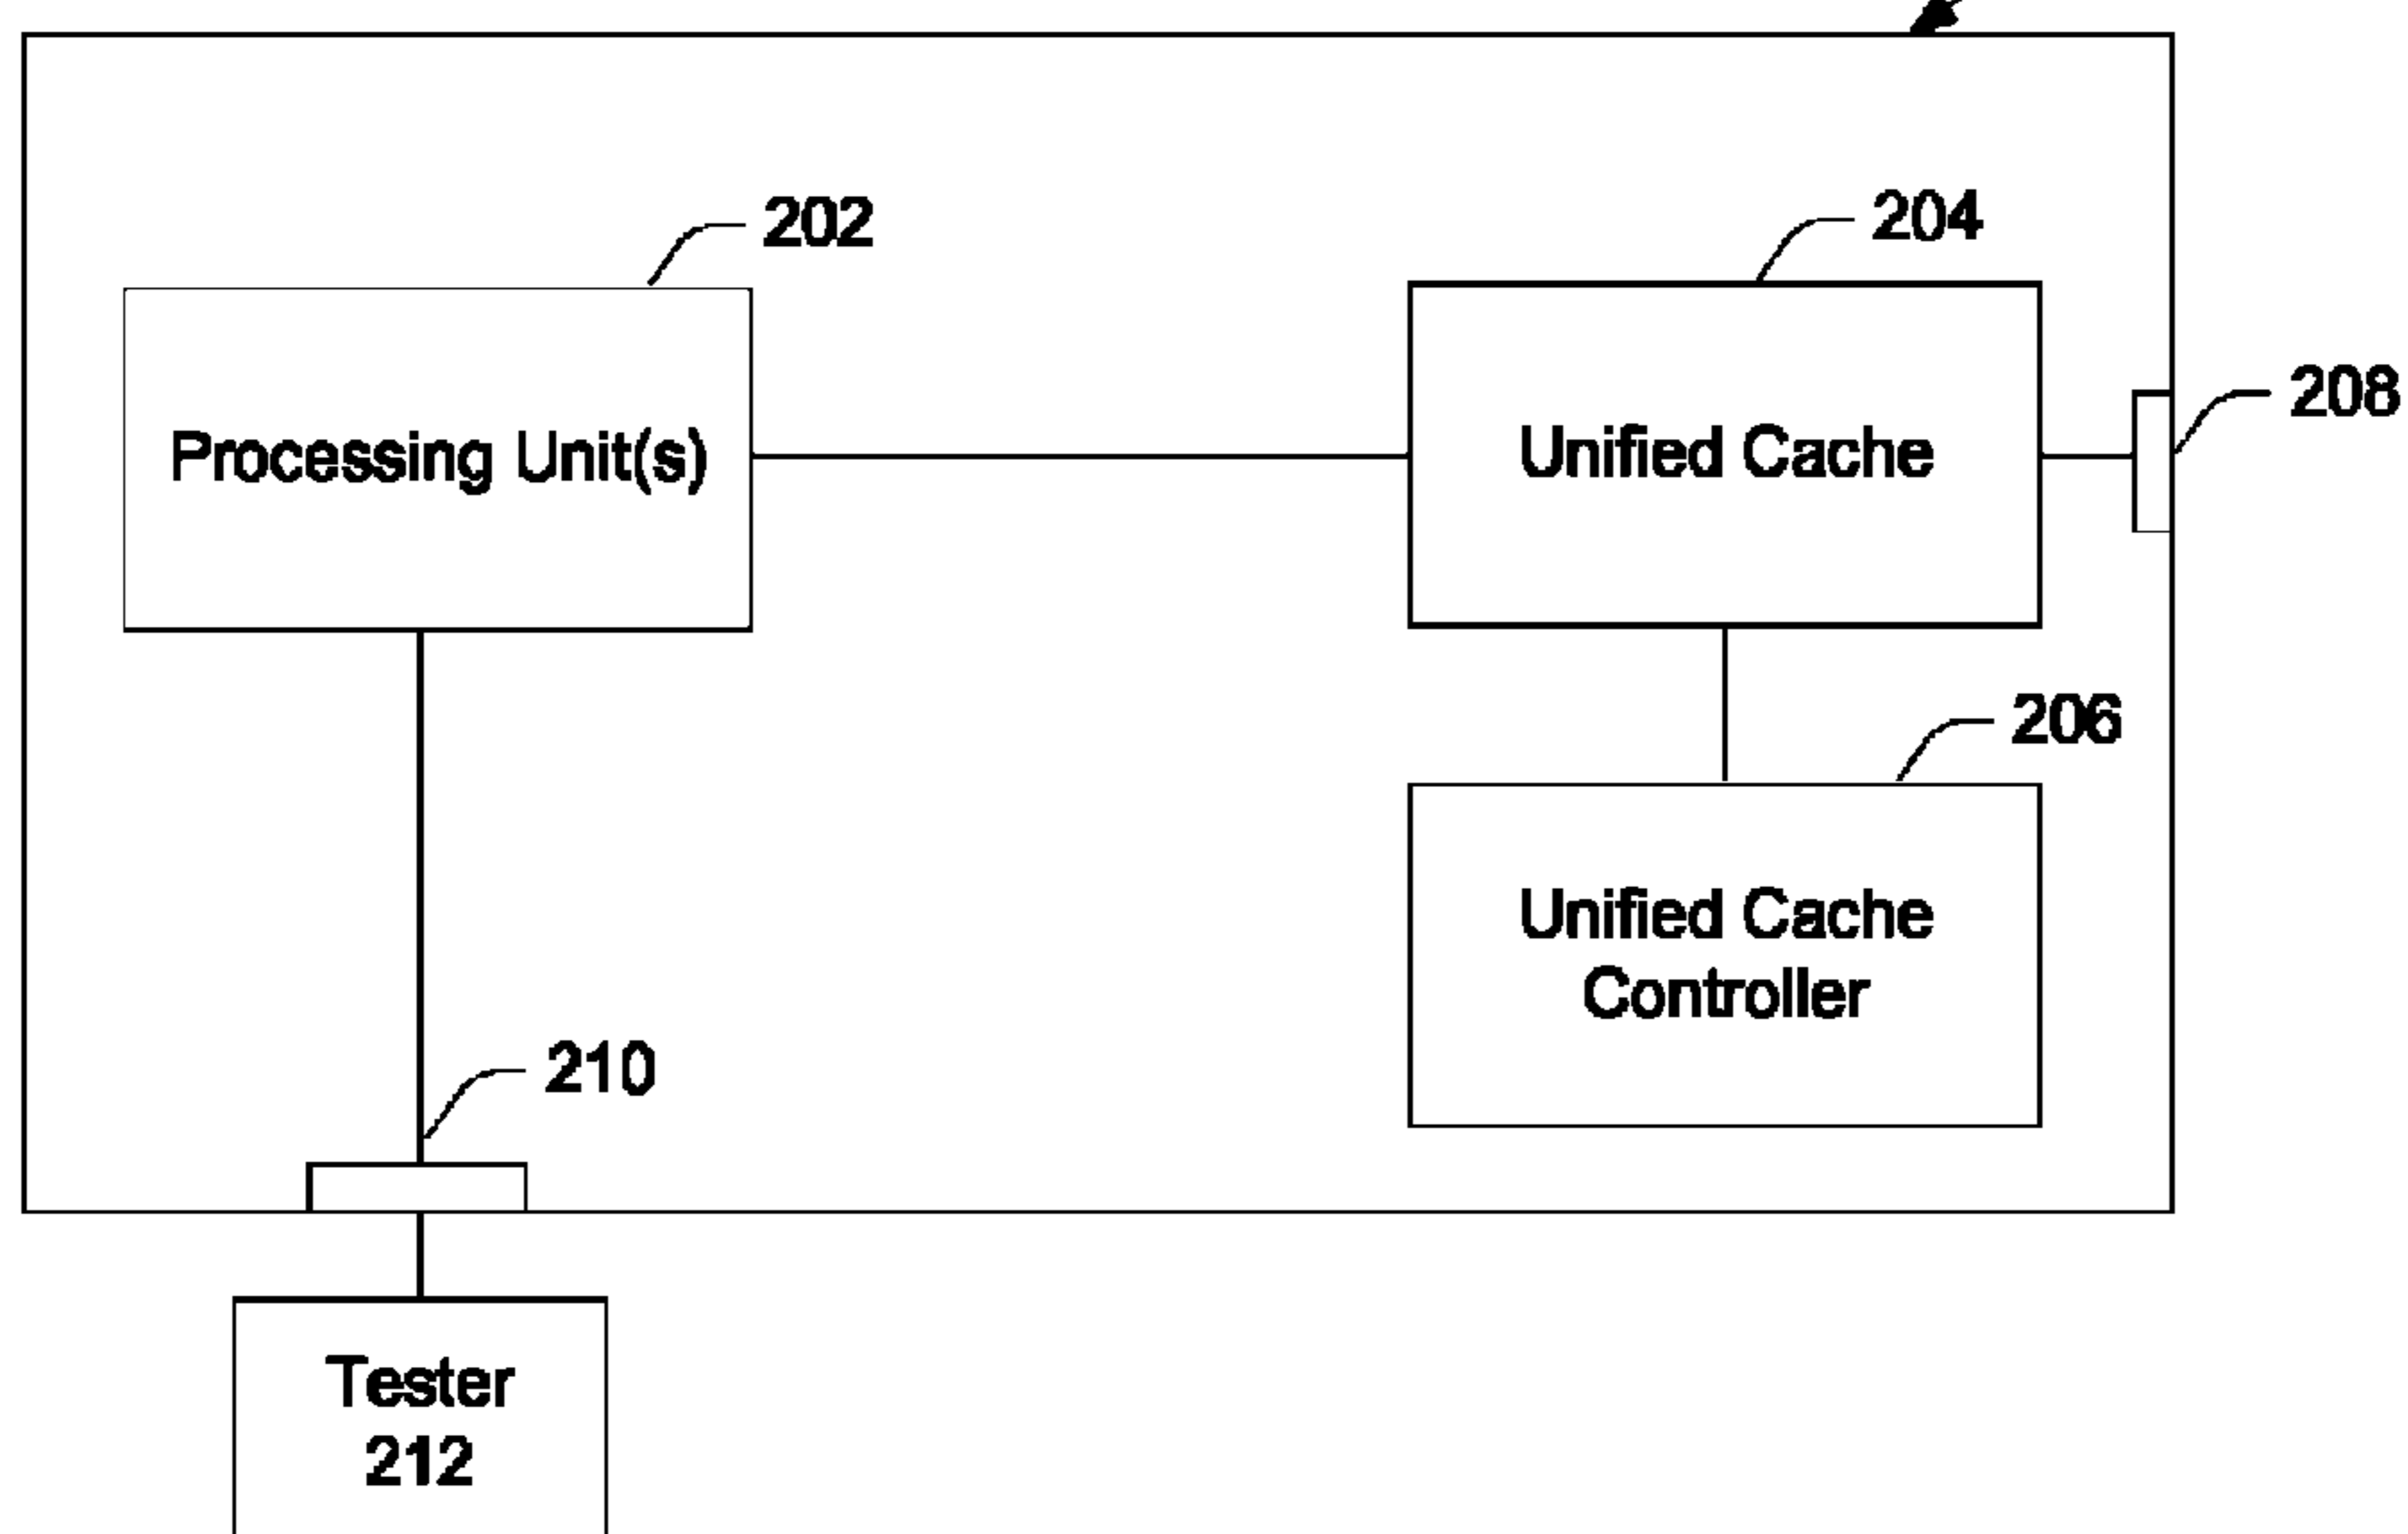 202
204
Processing Unit(s)
Unified Cache
208
206
Unified Cache
Controller
210
Tester
212